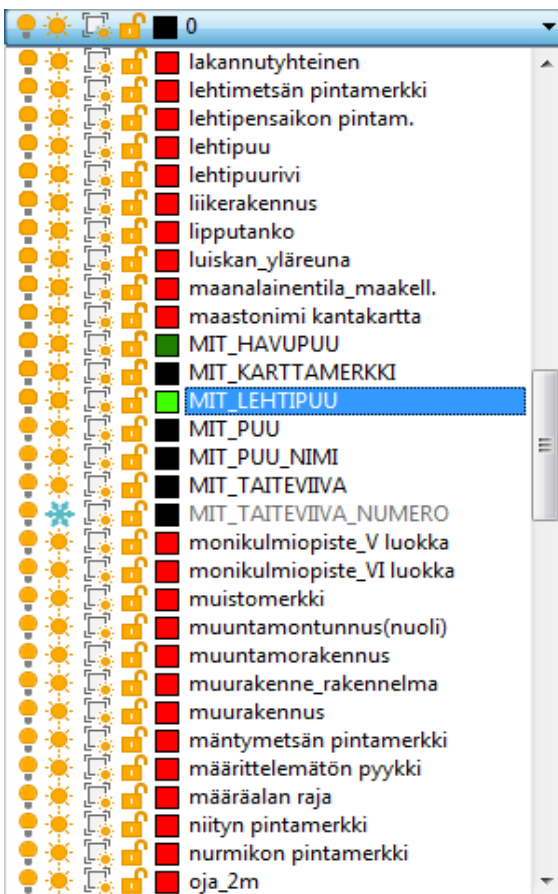 0
lakannutyhteinen
lehtimetsän pintamerkki
lehtipensaikon pintam.
lehtipuu
lehtipuurivi
liikerakennus
lipputanko
luiskan_yläreuna
maanalainentila_maakell.
maastonimi kantakartta
MIT_HAVUPUU
MIT_KARTTAMERKKI
MIT_LEHTIPUU
MIT_PUU
MIT_PUU_NIMI
MIT_TAITEVIIVA
MIT_TAITEVIIVA_NUMERO
monikulmiopiste_V luokka
monikulmiopiste_VI luokka
muistomerkki
muuntamontunnus(nuoli)
muuntamorakennus
muurakenne_rakennelma
muurakennus
mäntymetsän pintamerkki
määrittelemätön pyykki
määräalan raja
niityn pintamerkki
nurmikon pintamerkki
oja_2m